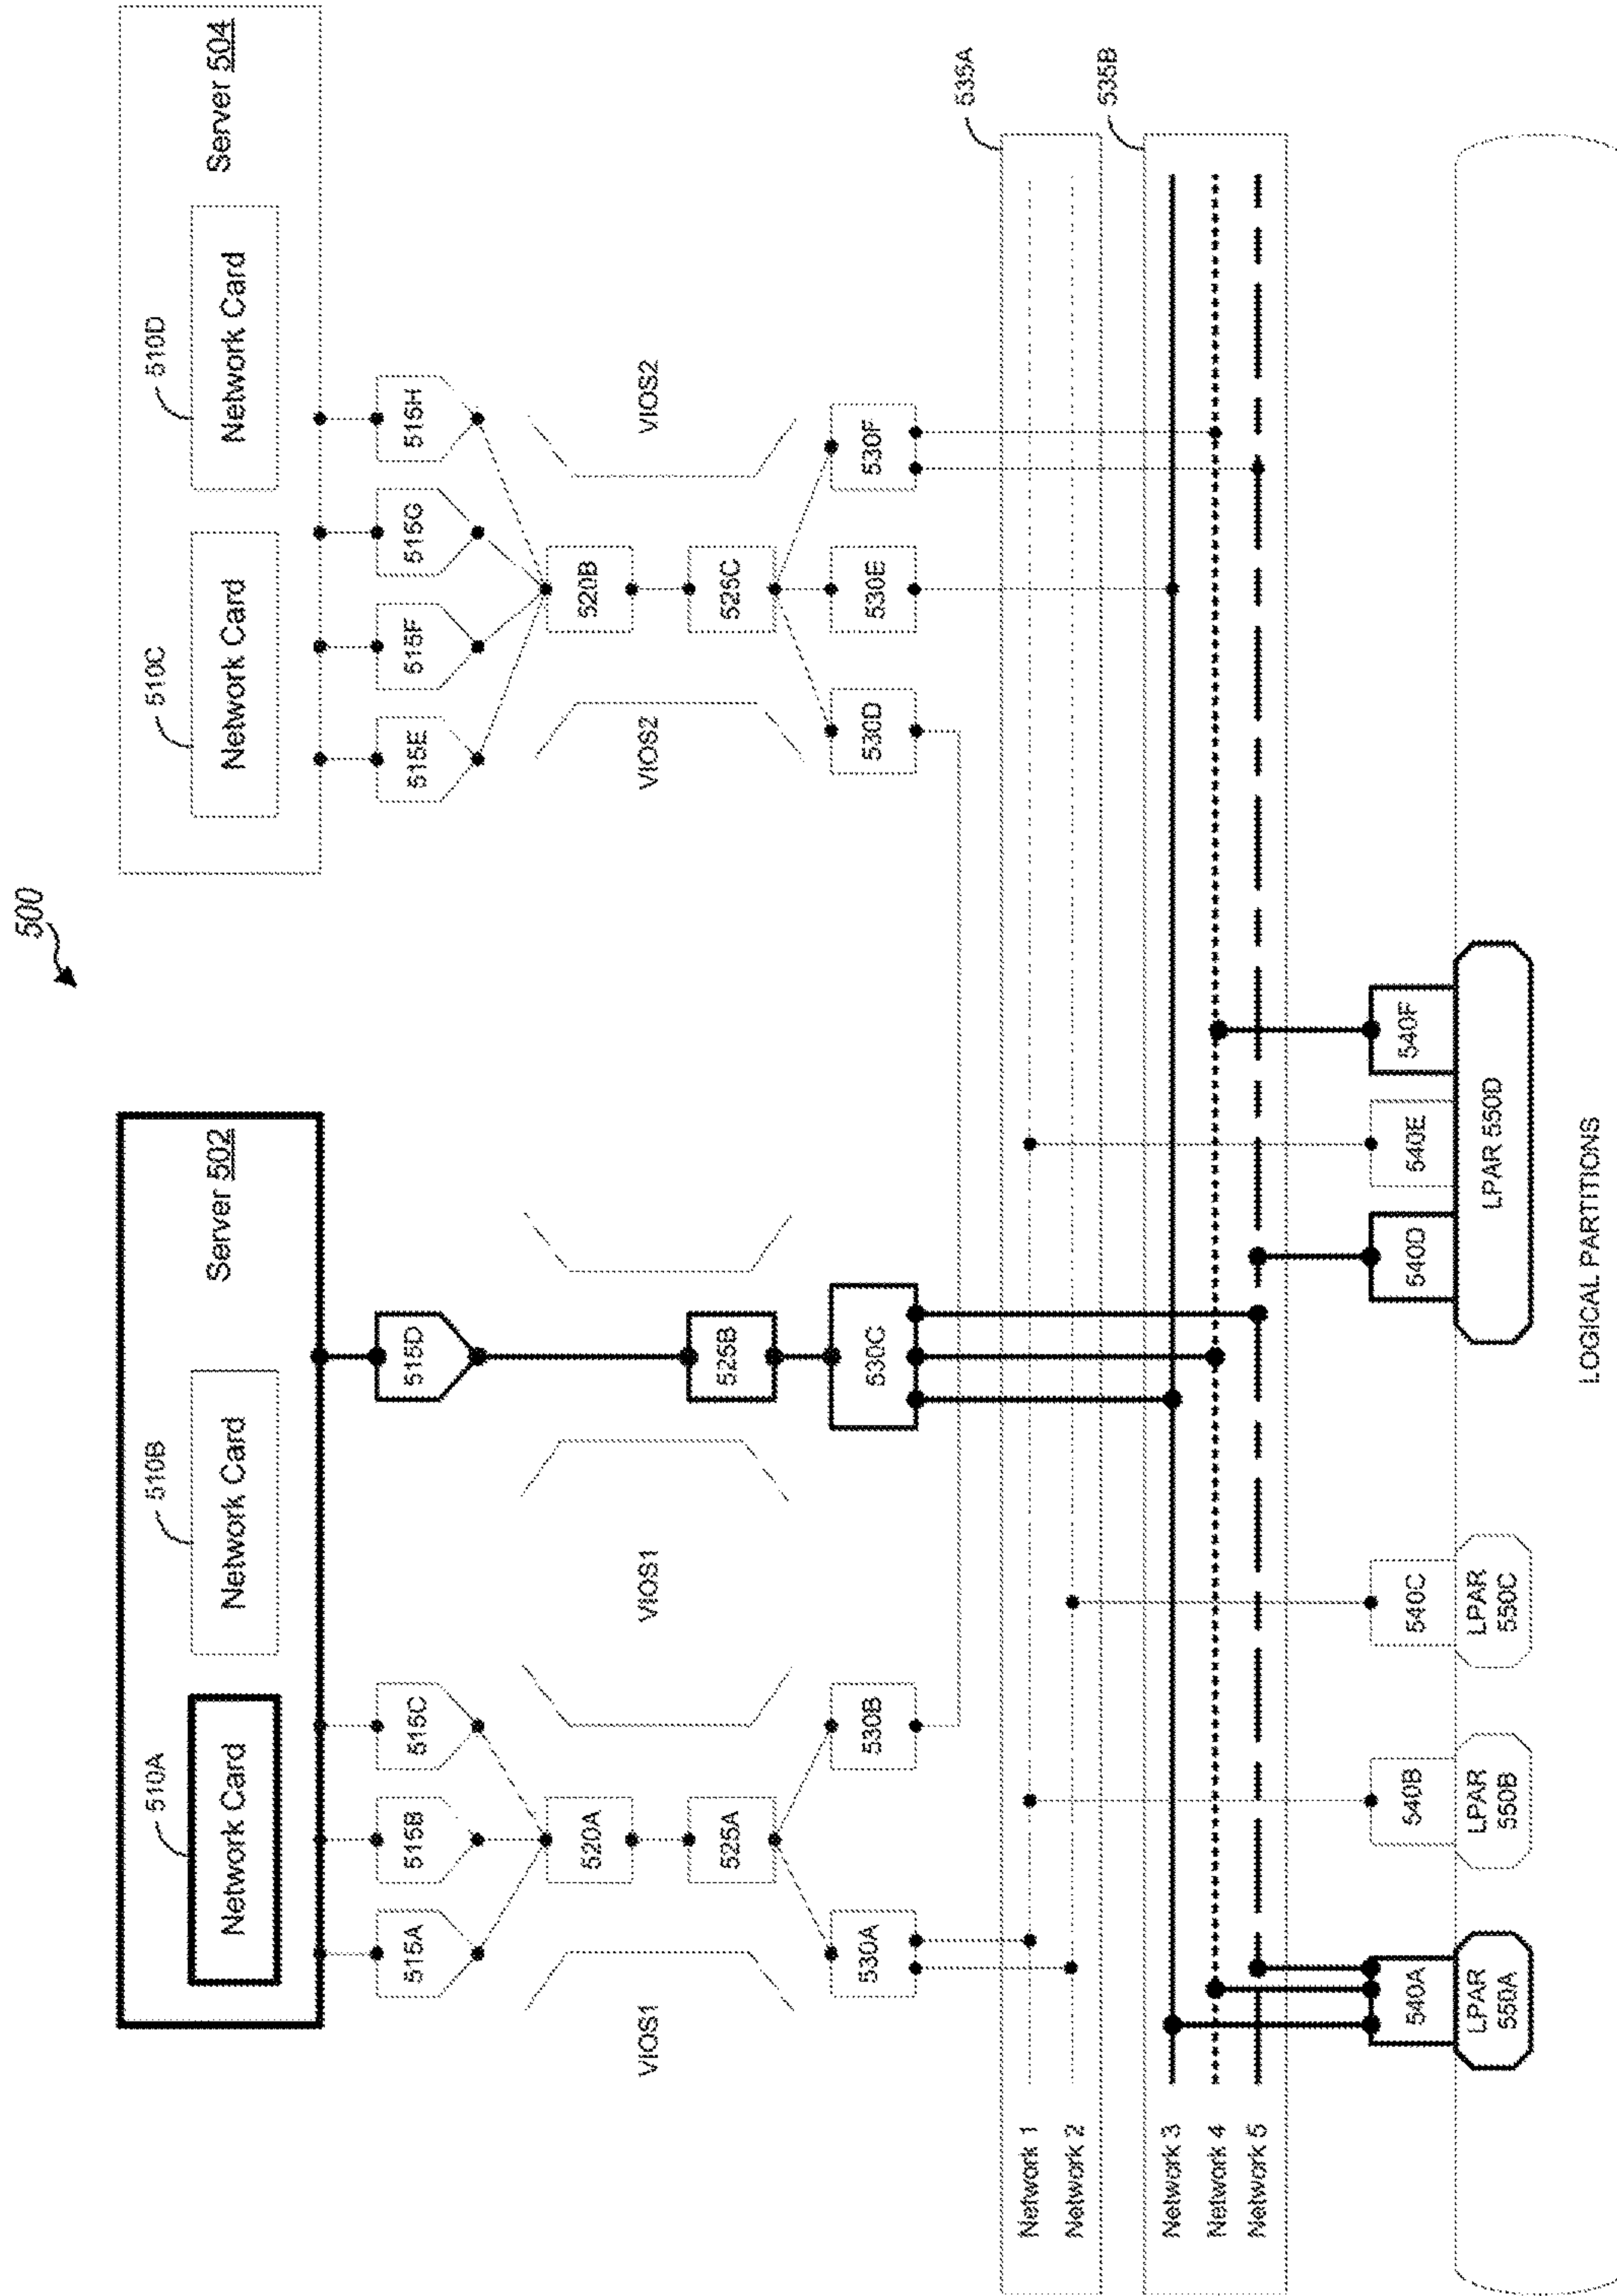 500
Server 502
510A
Network Card
510B
Network Card
Server 504
510C
Network Card
510D
Network Card
515A
515B
515C
515D
515E
515F
515G
515H
VIOS1
520A
525A
VIOS1
525B
VIOS2
520B
525C
VIOS2
530A
530B
530C
530D
530E
530F
535A
Network 1
Network 2
535B
Network 3
Network 4
Network 5
540A
540B
540C
540D
540E
540F
LPAR
550A
LPAR
550B
LPAR
550C
LPAR 550D
LOGICAL PARTITIONS